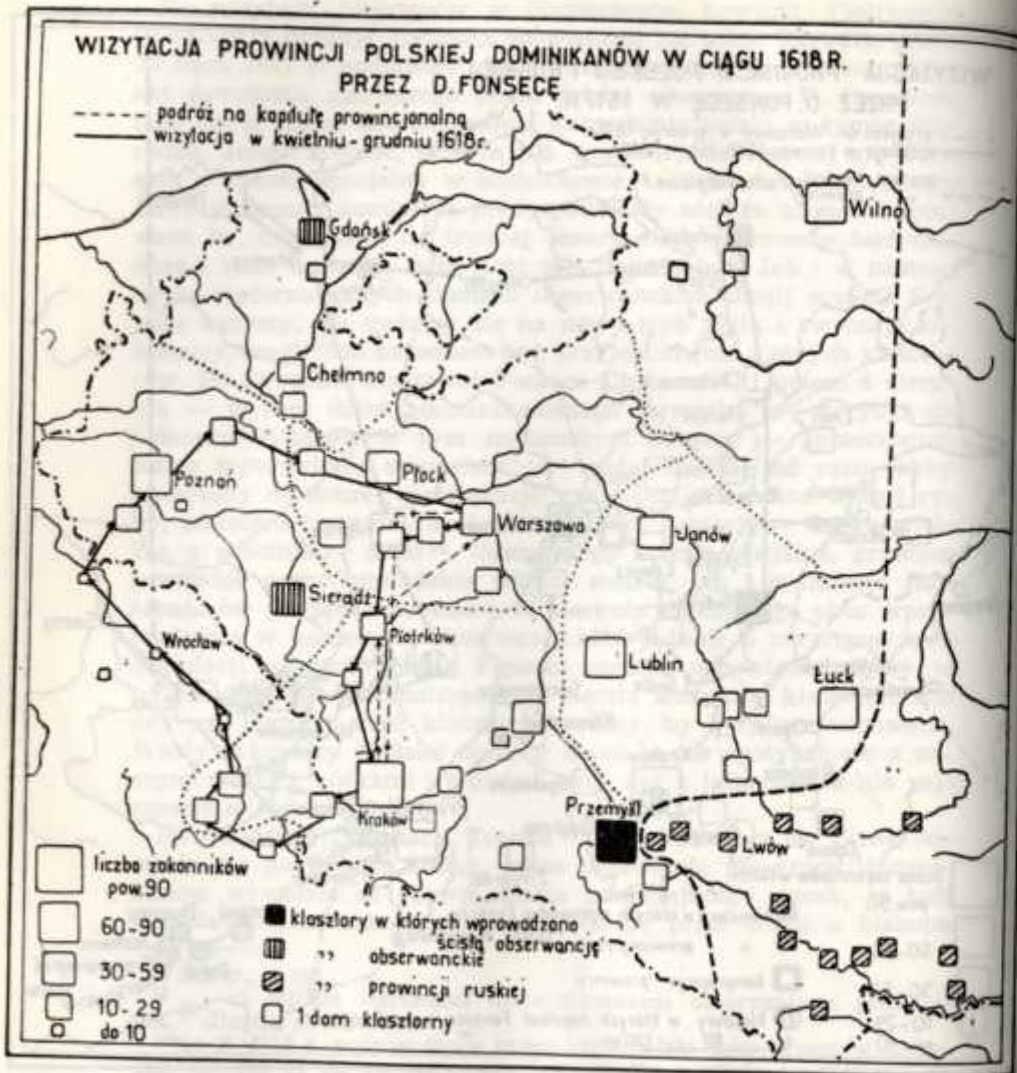 WIZYTACJA PROWINCJI POLSKIEJ DOMINIKANÓW W CIĄGU 1618 R.
PRZEZ D. FONSECĘ
podróż na kapitułę prowincjonalną
wizytacja w kwietniu - grudniu 1618r.
Wilno
Gdańsk
Chełmno
Poznań
Płock
Warszawa
Janów
Sieradz
Piotrków
Wrocław
Lublin
Łuck
Kraków
Przemyśl
Lwów
liczba zakonników
pow. 90
60-90
30-59
10-29
do 10
klasztory w których wprowadzono
ścisłą obserwancję
" obserwanckie
" prowincji ruskiej
1 dom klasztorny